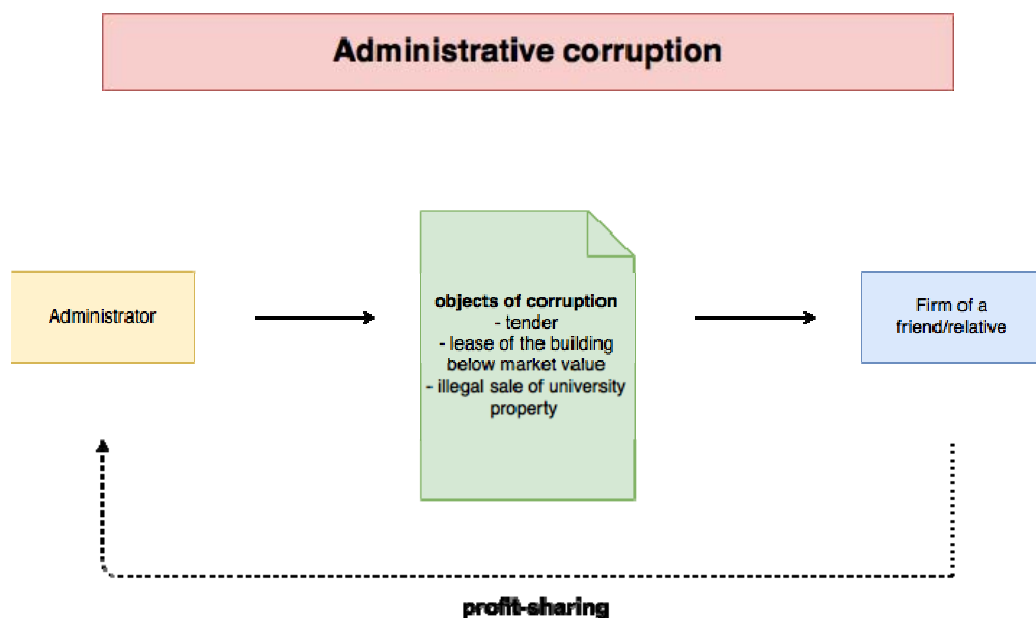 Administrative corruption
Administrator
objects of corruption
- tender
- lease of the building
below market value
- illegal sale of university
property
Firm of a
friend/relative
profit-sharing